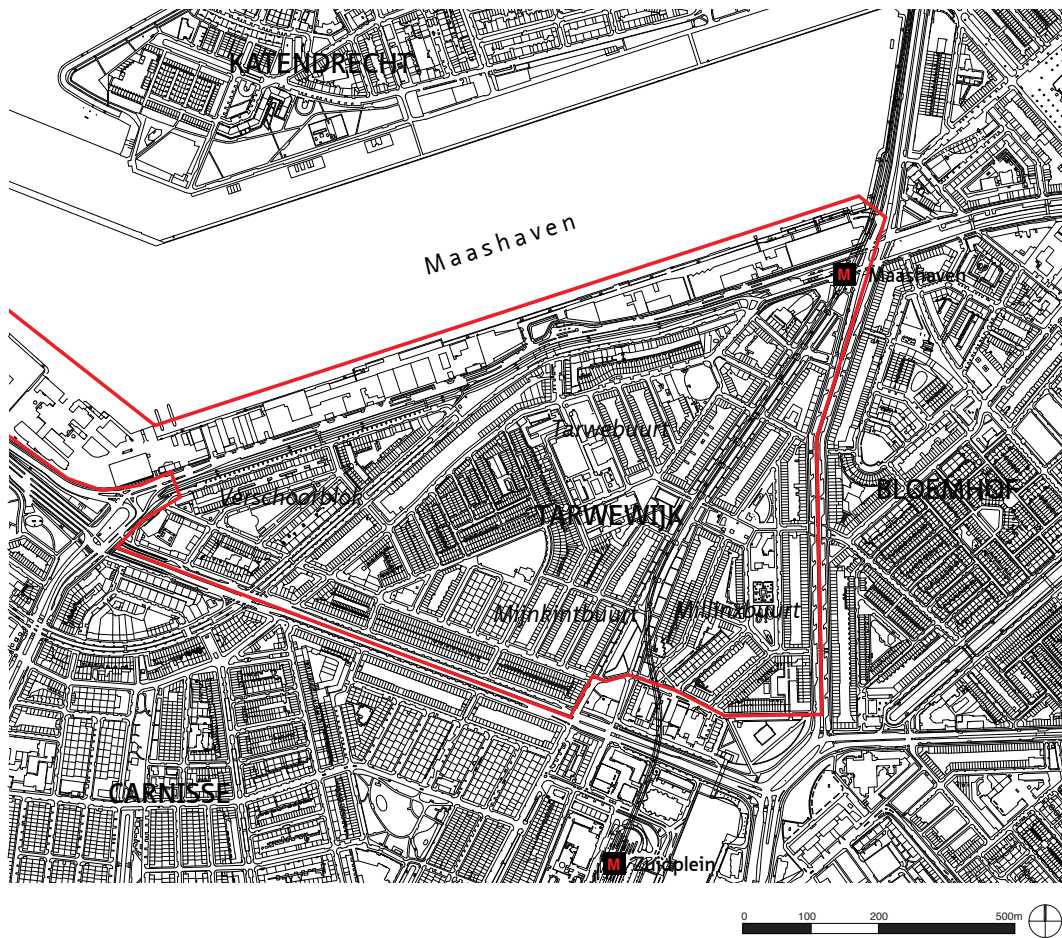 KATENDRECHT
Maashaven
M Maashaven
Tarwebuurt
Verschoorblok
BLOEMHOF
TARWEWIJK
Mijnkintbuurt
Millinxbuurt
CARNISSE
M Zuidplein
0 100 200 500m